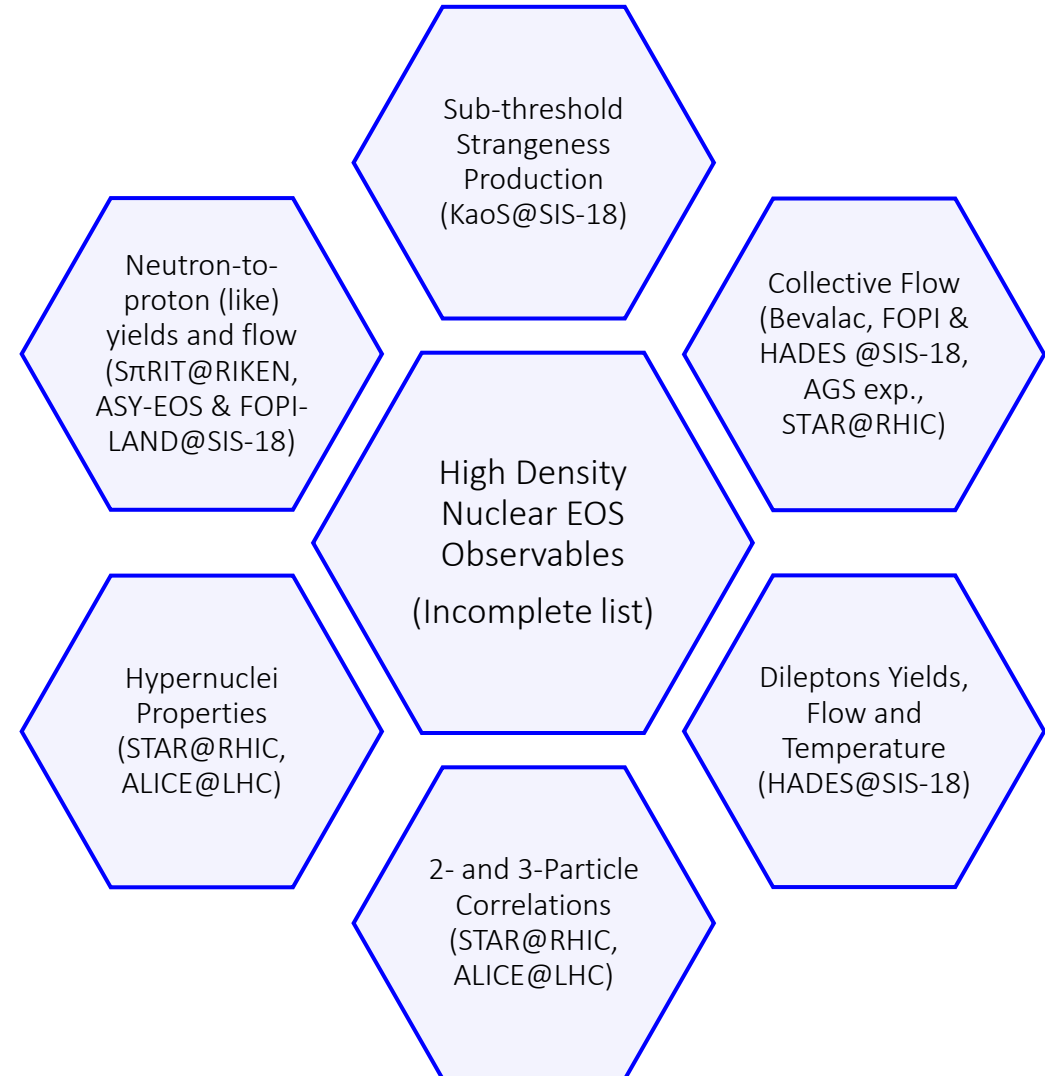 Sub-threshold
Strangeness
Production
(KaoS@SIS-18)
Neutron-to-
proton (like)
yields and flow
(SπRIT@RIKEN,
ASY-EOS & FOPI-
LAND@SIS-18)
Collective Flow
(Bevalac, FOPI &
HADES @SIS-18,
AGS exp.,
STAR@RHIC)
High Density
Nuclear EOS
Observables
(Incomplete list)
Hypernuclei
Properties
(STAR@RHIC,
ALICE@LHC)
Dileptons Yields,
Flow and
Temperature
(HADES@SIS-18)
2- and 3-Particle
Correlations
(STAR@RHIC,
ALICE@LHC)